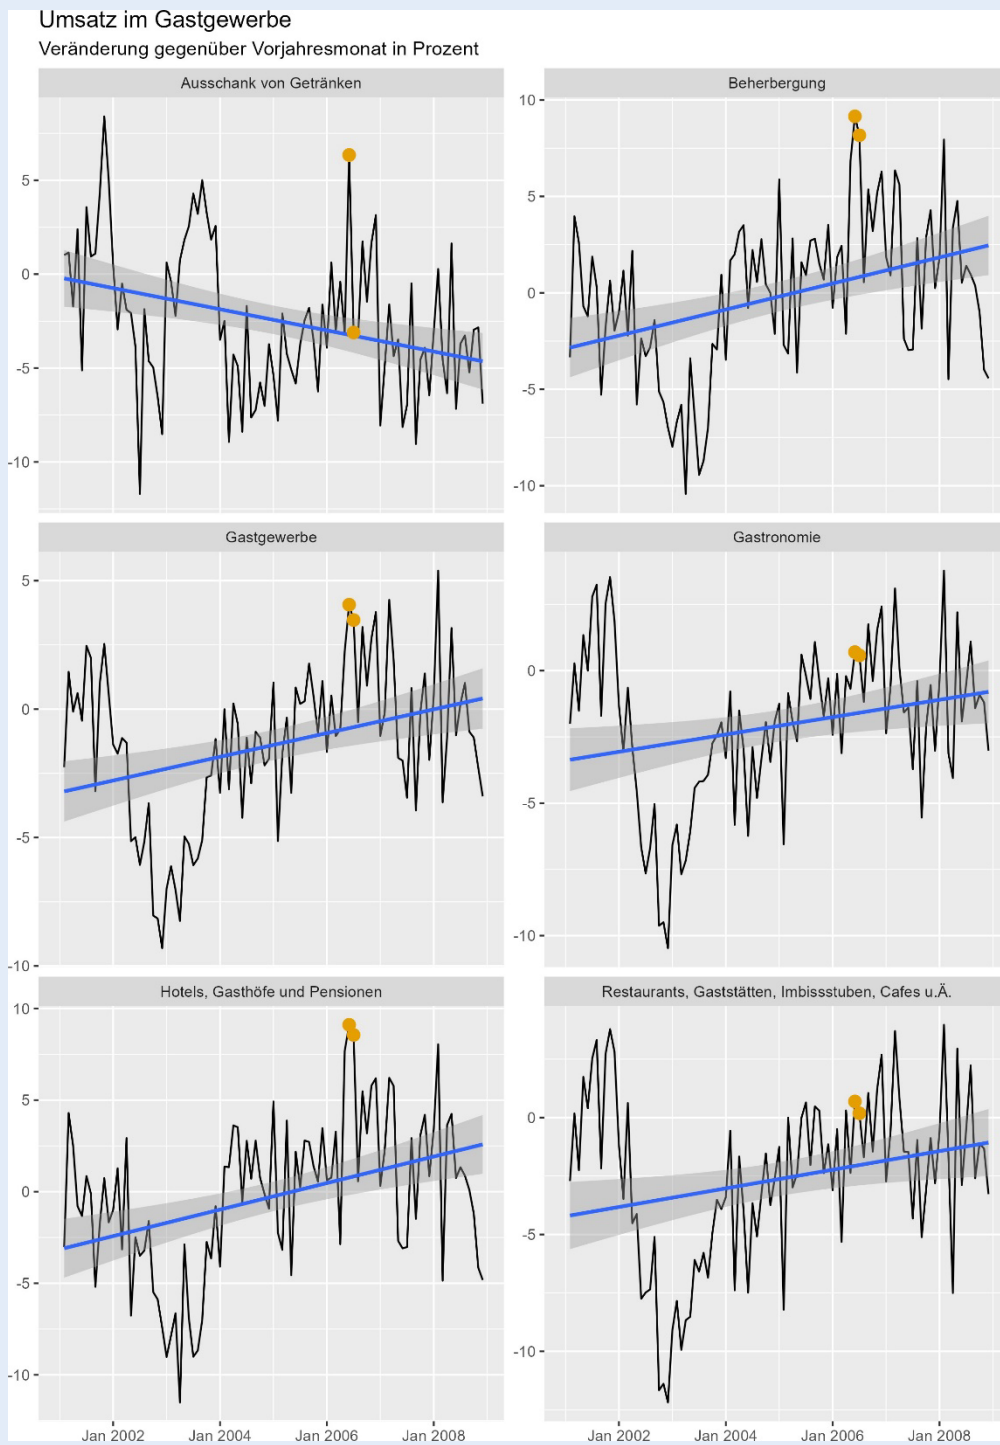 Umsatz im Gastgewerbe
Veränderung gegenüber Vorjahresmonat in Prozent
Ausschank von Getränken
Beherbergung
5
0
-5
-10
10
5
0
-5
-10
Gastgewerbe
Gastronomie
5
0
-5
-10
0
-5
-10
Hotels, Gasthöfe und Pensionen
Restaurants, Gaststätten, Imbissstuben, Cafes u.Ä.
10
5
0
-5
-10
0
-5
-10
Jan 2002 Jan 2004 Jan 2006 Jan 2008
Jan 2002 Jan 2004 Jan 2006 Jan 2008